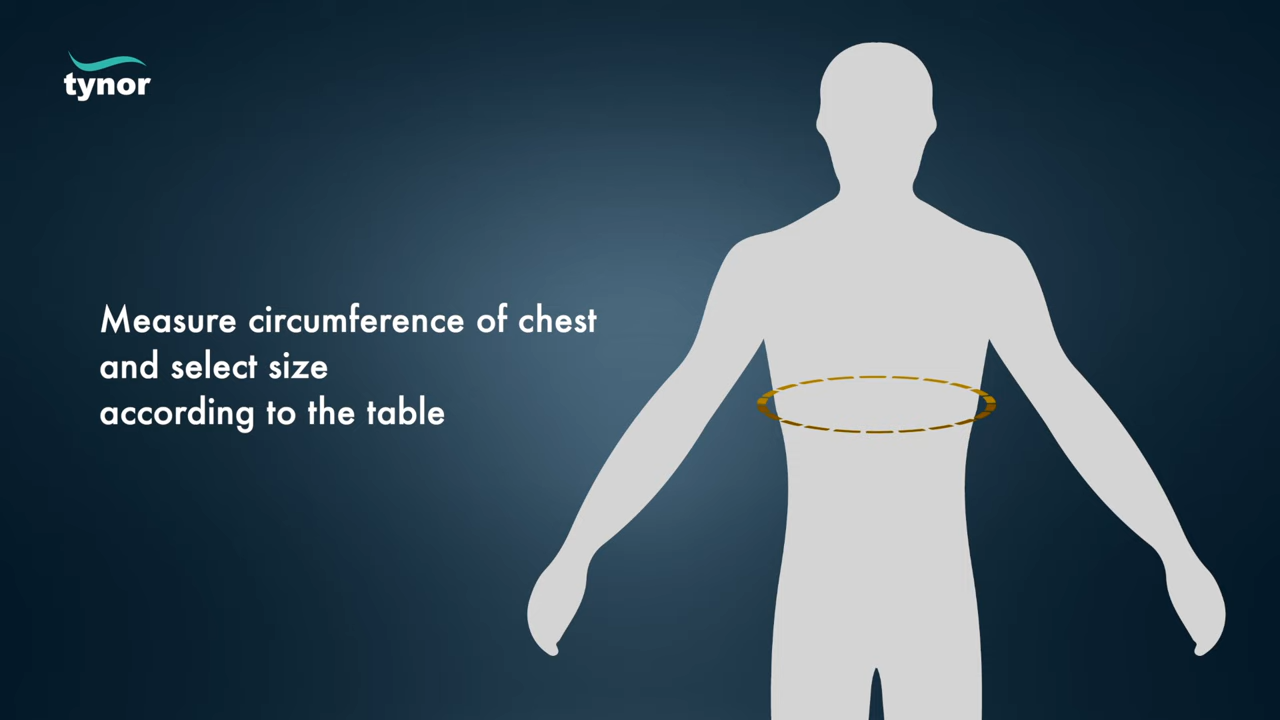 tynor
Measure circumference of chest
and select size
according to the table